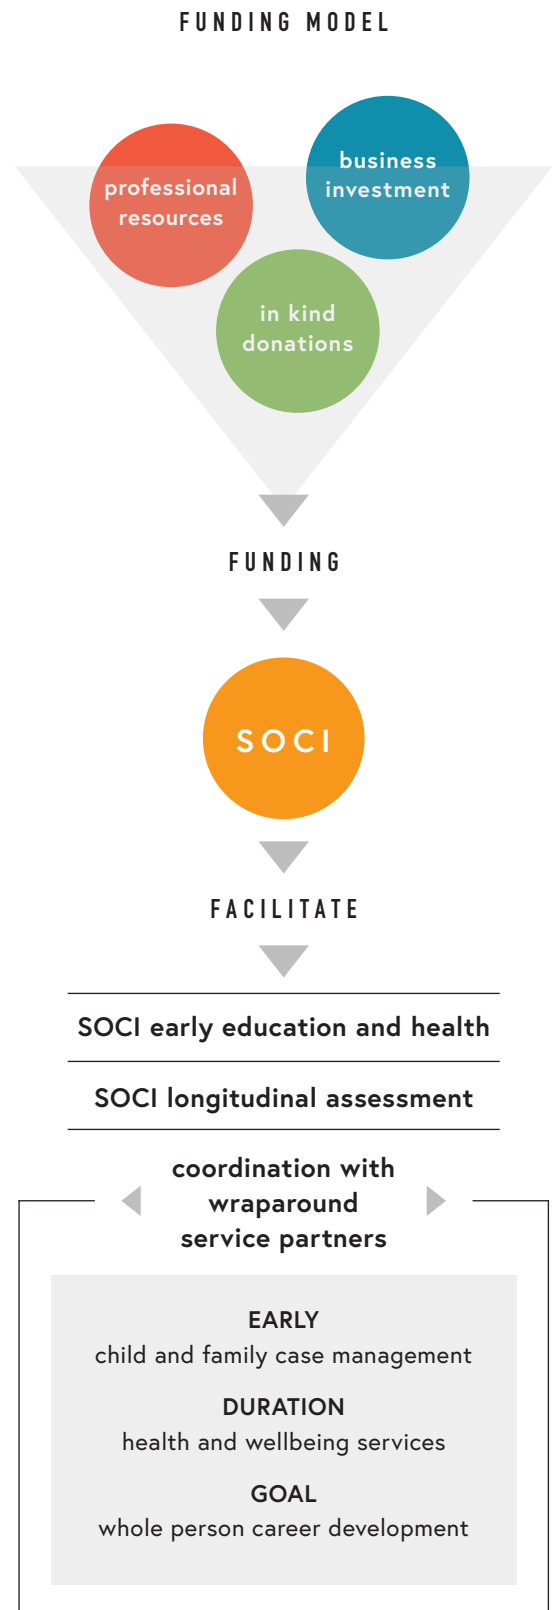 FUNDING MODEL
business
investment
professional
resources
in kind
donations
FUNDING
SOCI
FACILITATE
SOCI early education and health
SOCI longitudinal assessment
coordination with
wraparound
service partners
EARLY
child and family case management
DURATION
health and wellbeing services
GOAL
whole person career development